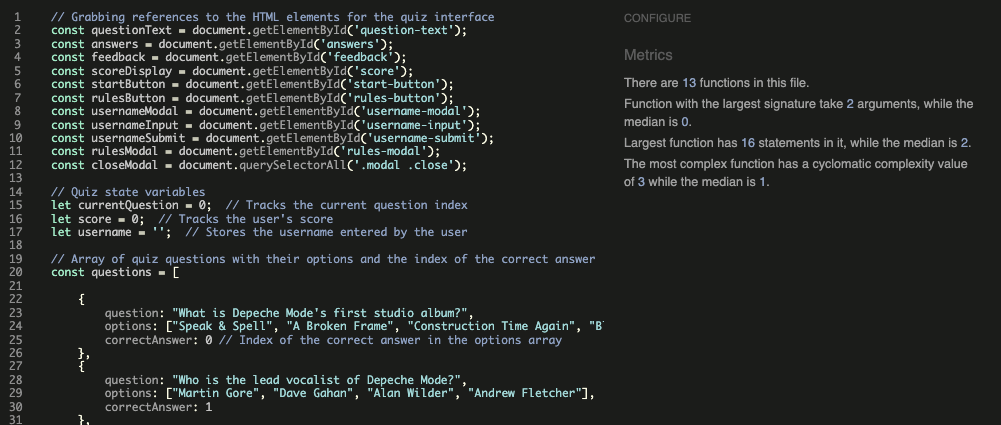 1 // Grabbing references to the HTML elements for the quiz interface
2 const questionText = document.getElementById('question-text');
3 const answers = document.getElementById('answers');
4 const feedback = document.getElementById('feedback');
5 const scoreDisplay = document.getElementById('score');
6 const startButton = document.getElementById('start-button');
7 const rulesButton = document.getElementById('rules-button');
8 const usernameModal = document.getElementById('username-modal');
9 const usernameInput = document.getElementById('username-input');
10 const usernameSubmit = document.getElementById('username-submit');
11 const rulesModal = document.getElementById('rules-modal');
12 const closeModal = document.querySelectorAll('.modal .close');
13
14 // Quiz state variables
15 let currentQuestion = 0;  // Tracks the current question index
16 let score = 0;  // Tracks the user's score
17 let username = '';  // Stores the username entered by the user
18
19 // Array of quiz questions with their options and the index of the correct answer
20 const questions = [
21
22     {
23         question: "What is Depeche Mode's first studio album?",
24         options: ["Speak & Spell", "A Broken Frame", "Construction Time Again", "B
25         correctAnswer: 0 // Index of the correct answer in the options array
26     },
27     {
28         question: "Who is the lead vocalist of Depeche Mode?",
29         options: ["Martin Gore", "Dave Gahan", "Alan Wilder", "Andrew Fletcher"],
30         correctAnswer: 1
31     },
CONFIGURE
Metrics
There are 13 functions in this file.
Function with the largest signature take 2 arguments, while the
median is 0.
Largest function has 16 statements in it, while the median is 2.
The most complex function has a cyclomatic complexity value
of 3 while the median is 1.